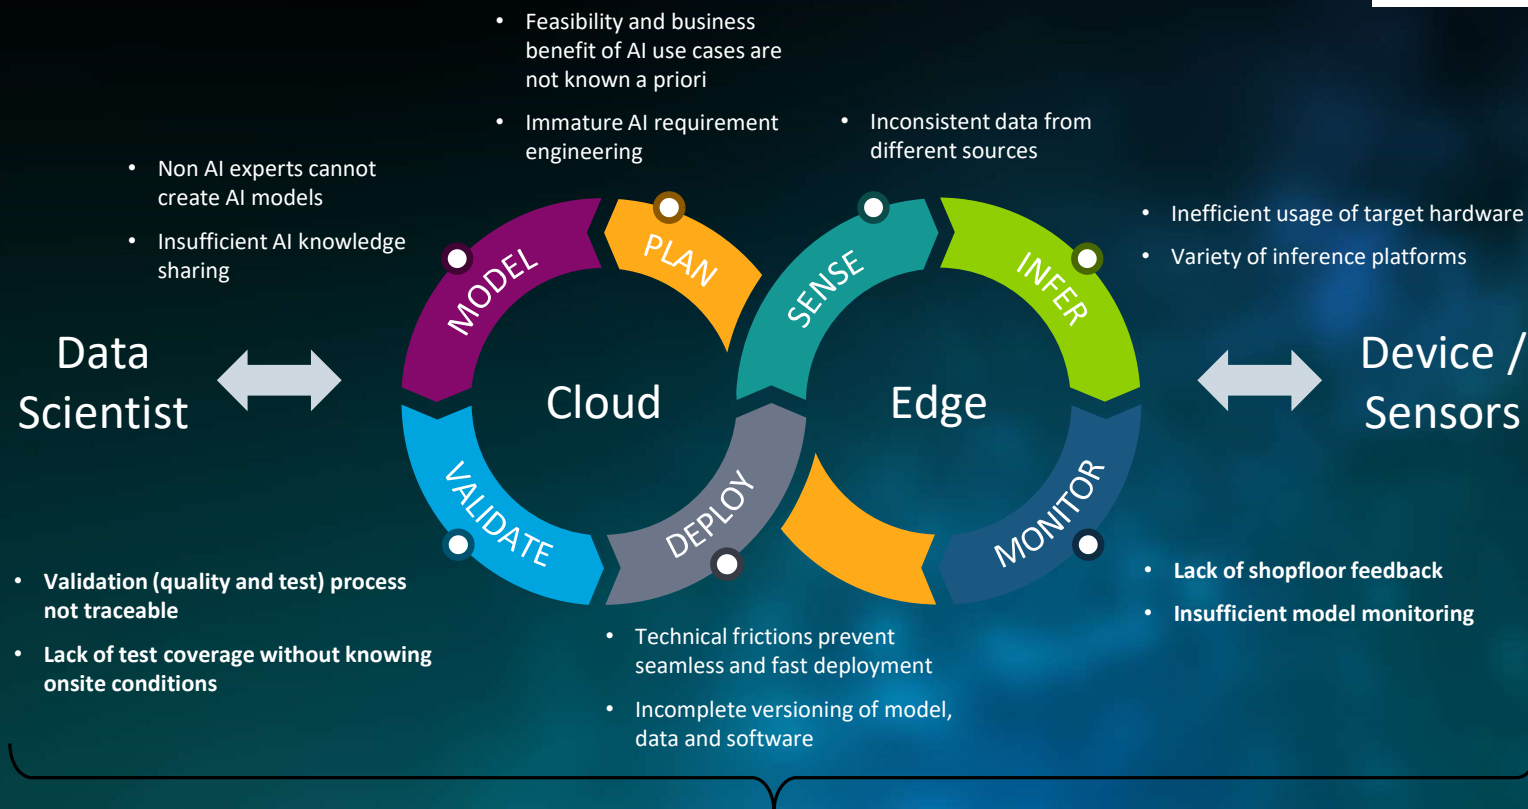 • Feasibility and business
benefit of AI use cases are
not known a priori
• Immature AI requirement
engineering
• Inconsistent data from
different sources
• Non AI experts cannot
create AI models
• Insufficient AI knowledge
sharing
• Inefficient usage of target hardware
• Variety of inference platforms
MODEL
PLAN
SENSE
INFER
Data
Scientist
Cloud
Edge
Device /
Sensors
VALIDATE
DEPLOY
MONITOR
• Validation (quality and test) process
not traceable
• Lack of test coverage without knowing
onsite conditions
• Technical frictions prevent
seamless and fast deployment
• Incomplete versioning of model,
data and software
• Lack of shopfloor feedback
• Insufficient model monitoring